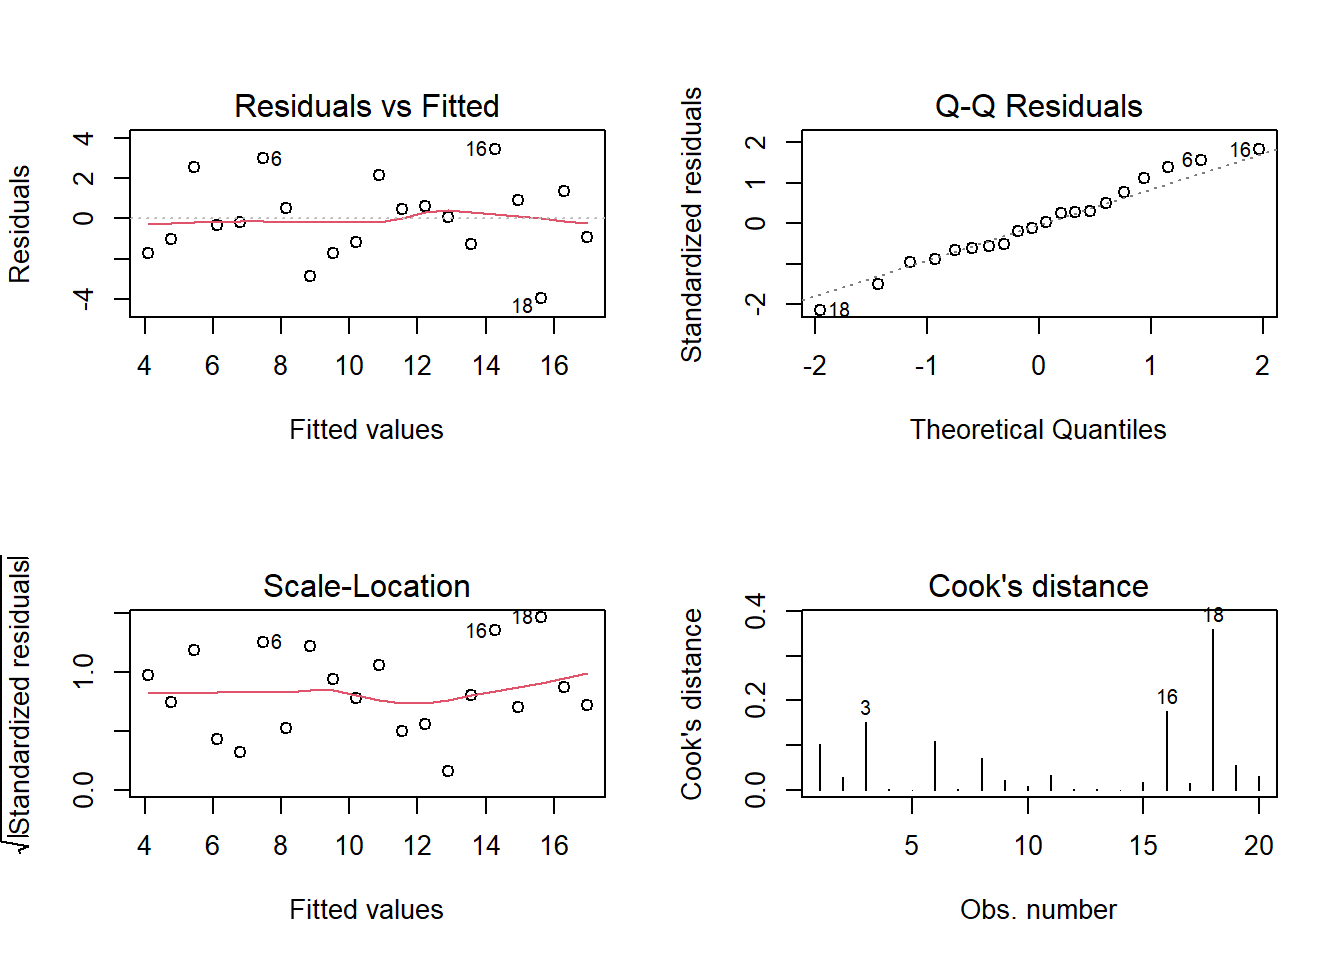 Residuals vs Fitted
Residuals
4
2
0
-4
6
16
18
4 6 8 10 12 14 16
Fitted values
Q-Q Residuals
Standardized residuals
2
1
0
-2
6
16
18
-2 -1 0 1 2
Theoretical Quantiles
Scale-Location
√|Standardized residuals|
1.0
0.0
6
16
18
4 6 8 10 12 14 16
Fitted values
Cook's distance
Cook's distance
0.4
0.2
0.0
3
16
18
5 10 15 20
Obs. number